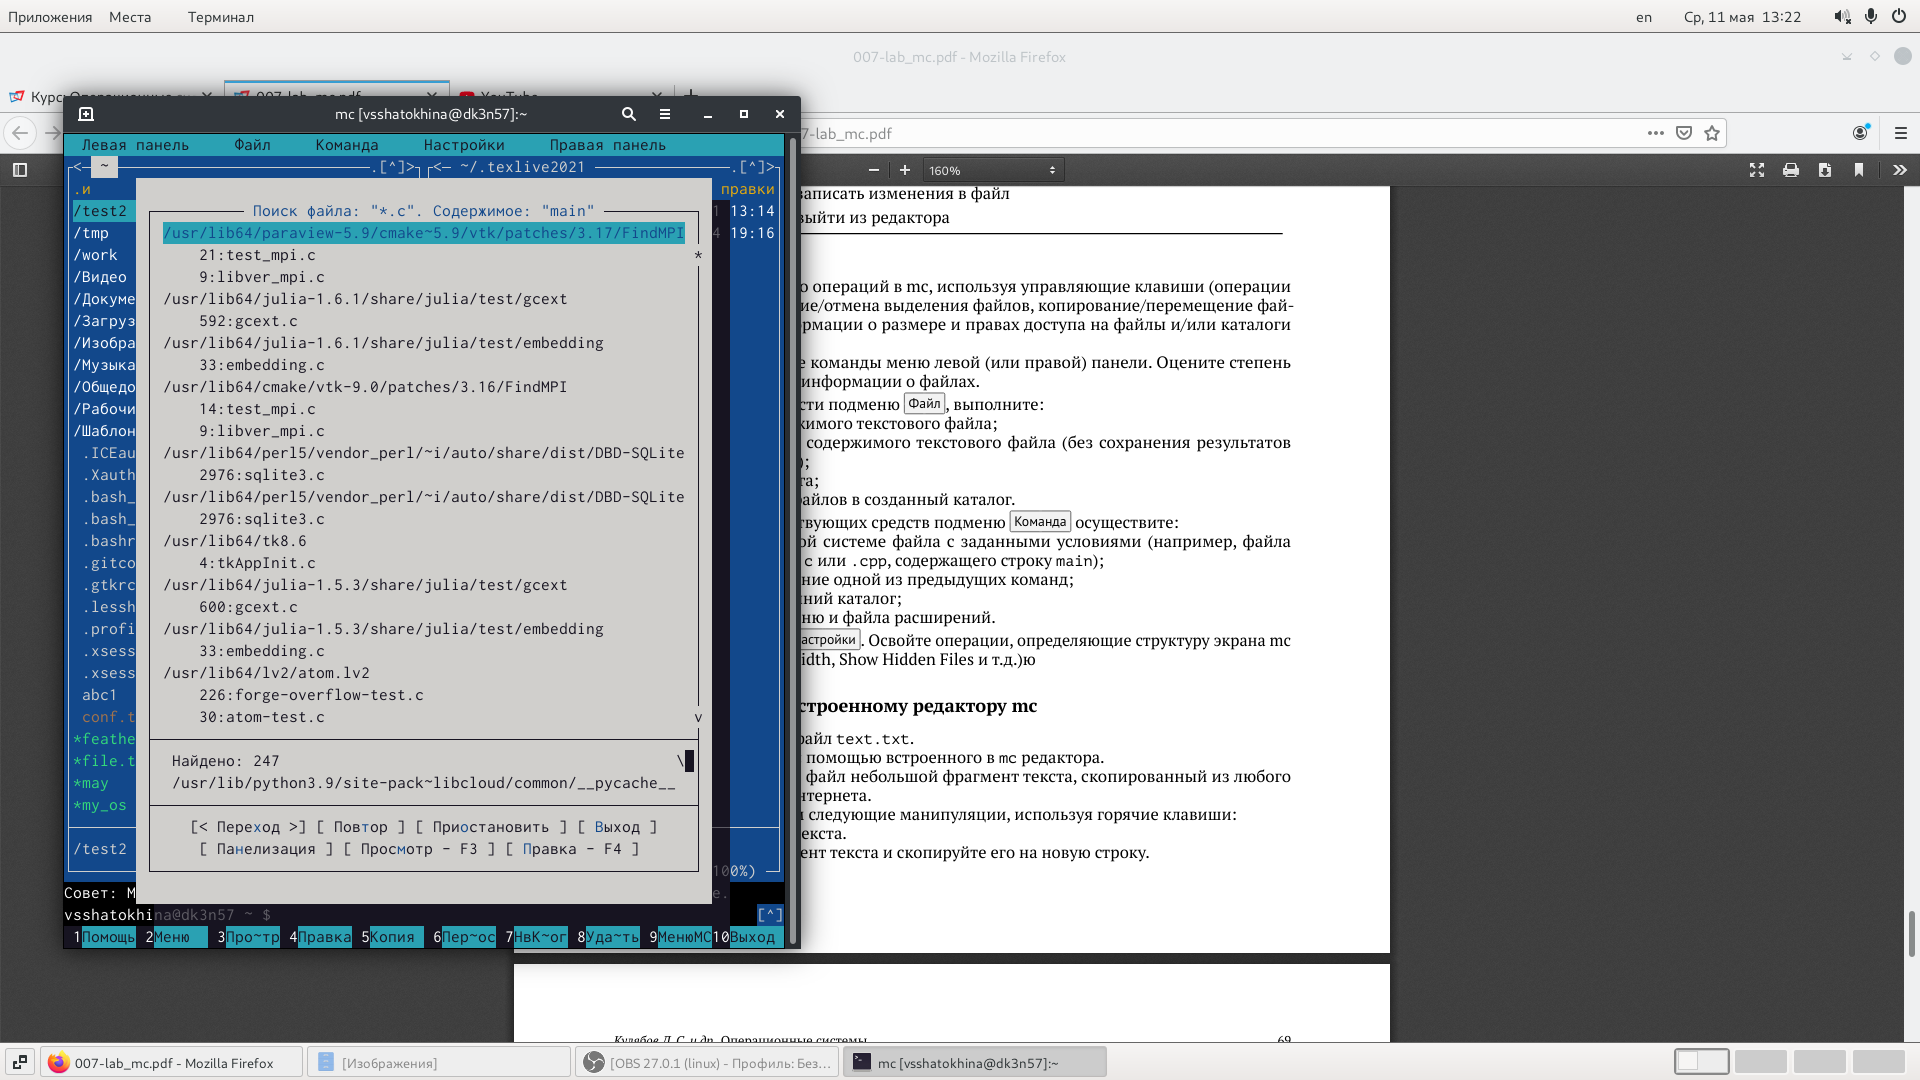 Приложения Места Терминал en Ср, 11 мая 13:22
007-lab_mc.pdf - Mozilla Firefox
mc [vsshatokhina@dk3n57]:~
7-lab_mc.pdf
160%
Левая панель Файл Команда Настройки Правая панель
<— ~ .[^]> <— ~/.texlive2021 .[^]>
.и правки
/test2 1 13:14
/tmp 4 19:16
/work
/Видео
/Докуме
/Загруз
/Изобра
/Музыка
/Общедо
/Рабочи
/Шаблон
.ICEau
.Xauth
.bash_
.bash_
.bashr
.gitco
.gtkrc
.lessh
.profi
.xsess
.xsess
abc1
conf.t
*feathe
*file.t
*may
*my_os
/test2 100%)
Поиск файла: "*.c". Содержимое: "main"
/usr/lib64/paraview-5.9/cmake~5.9/vtk/patches/3.17/FindMPI
21:test_mpi.c
9:libver_mpi.c
/usr/lib64/julia-1.6.1/share/julia/test/gcext
592:gcext.c
/usr/lib64/julia-1.6.1/share/julia/test/embedding
33:embedding.c
/usr/lib64/cmake/vtk-9.0/patches/3.16/FindMPI
14:test_mpi.c
9:libver_mpi.c
/usr/lib64/perl5/vendor_perl/~i/auto/share/dist/DBD-SQLite
2976:sqlite3.c
/usr/lib64/perl5/vendor_perl/~i/auto/share/dist/DBD-SQLite
2976:sqlite3.c
/usr/lib64/tk8.6
4:tkAppInit.c
/usr/lib64/julia-1.5.3/share/julia/test/gcext
600:gcext.c
/usr/lib64/julia-1.5.3/share/julia/test/embedding
33:embedding.c
/usr/lib64/lv2/atom.lv2
226:forge-overflow-test.c
30:atom-test.c
Найдено: 247 \
/usr/lib/python3.9/site-pack~libcloud/common/__pycache__
[< Переход >] [ Повтор ] [ Приостановить ] [ Выход ]
[ Панелизация ] [ Просмотр - F3 ] [ Правка - F4 ]
Совет: M е.
vsshatokhina@dk3n57 ~ $ [^]
1Помощь 2Меню 3Про~тр 4Правка 5Копия 6Пер~ос 7НвК~ог 8Уда~ть 9МенюМС 10Выход
записать изменения в файл
выйти из редактора
о операций в mc, используя управляющие клавиши (операции
ие/отмена выделения файлов, копирование/перемещение фай-
рмации о размере и правах доступа на файлы и/или каталоги
е команды меню левой (или правой) панели. Оцените степень
информации о файлах.
сти подменю Файл, выполните:
жимого текстового файла;
содержимого текстового файла (без сохранения результатов
);
га;
файлов в созданный каталог.
твующих средств подменю Команда осуществите:
ой системе файла с заданными условиями (например, файла
c или .cpp, содержащего строку main);
ние одной из предыдущих команд;
ний каталог;
ню и файла расширений.
астройки. Освойте операции, определяющие структуру экрана mc
idth, Show Hidden Files и т.д.)ю
строенному редактору mc
файл text.txt.
помощью встроенного в mc редактора.
файл небольшой фрагмент текста, скопированный из любого
нтернета.
и следующие манипуляции, используя горячие клавиши:
екста.
ент текста и скопируйте его на новую строку.
Кулябов Д. С. и др. Операционные системы 69
007-lab_mc.pdf - Mozilla Firefox [Изображения] [OBS 27.0.1 (linux) - Профиль: Без... mc [vsshatokhina@dk3n57]:~